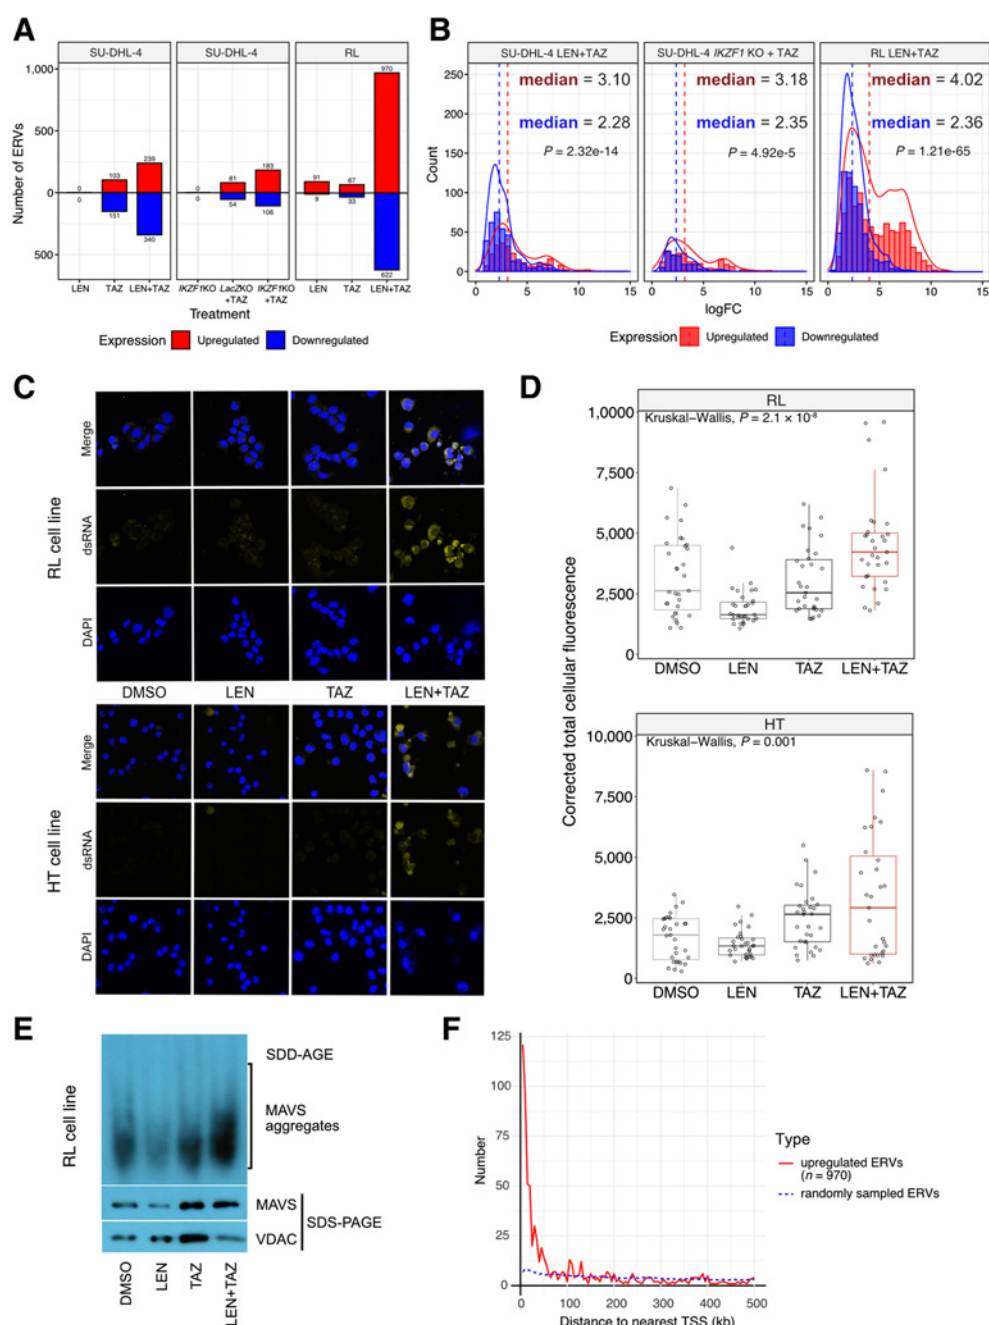 A
SU-DHL-4 SU-DHL-4 RL
Number of ERVs
1,000
500
0
500
0 103 239 0 81 183 91 67 970
0 151 340 0 54 106 9 33 622
LEN TAZ LEN+TAZ IKZF1KO LacZKO +TAZ IKZF1KO +TAZ LEN TAZ LEN+TAZ
Treatment
Expression Upregulated Downregulated
B
SU-DHL-4 LEN+TAZ SU-DHL-4 IKZF1 KO + TAZ RL LEN+TAZ
Count
250
200
150
100
50
0
median = 3.10 median = 3.18 median = 4.02
median = 2.28 median = 2.35 median = 2.36
P = 2.32e-14 P = 4.92e-5 P = 1.21e-65
0 5 10 15 0 5 10 15 0 5 10 15
logFC
Expression Upregulated Downregulated
C
RL cell line
Merge
dsRNA
DAPI
DMSO LEN TAZ LEN+TAZ
HT cell line
Merge
dsRNA
DAPI
D
Corrected total cellular fluorescence
RL
Kruskal-Wallis, P = 2.1 × 10⁻⁸
1,0000
7,500
5,000
2,500
0
DMSO LEN TAZ LEN+TAZ
HT
Kruskal-Wallis, P = 0.001
10,000
7,500
5,000
2,500
0
DMSO LEN TAZ LEN+TAZ
E
RL cell line
SDD-AGE
MAVS
aggregates
MAVS
SDS-PAGE
VDAC
DMSO LEN TAZ LEN+TAZ
F
Number
125
100
75
50
25
0
0 100 200 300 400 500
Distance to nearest TSS (kb)
Type
upregulated ERVs
(n = 970)
randomly sampled ERVs